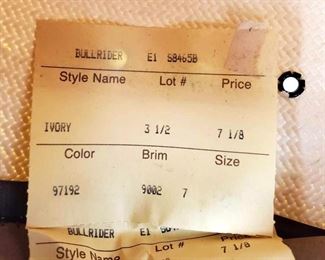 BULLRIDER E1 S8465B
Style Name Lot # Price
IVORY 3 1/2 7 1/8
Color Brim Size
97192 9002 7
BULLRIDER E1
Style Name Lot # Price
7 1/8